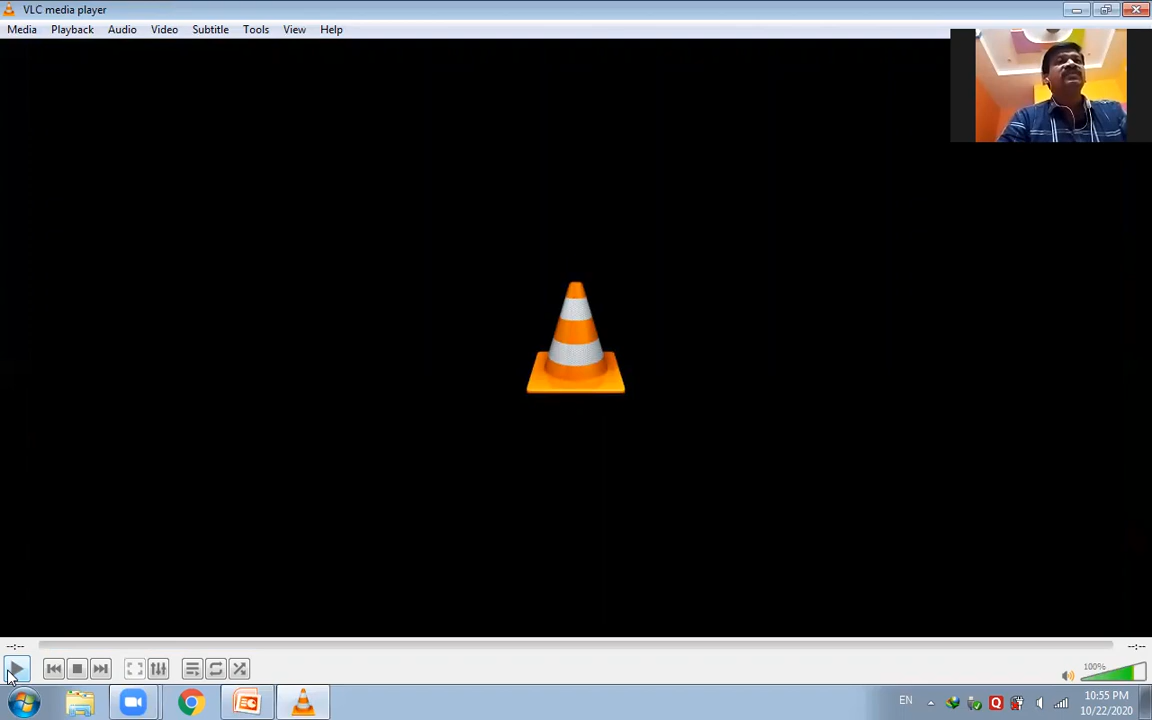 VLC media player
Media Playback Audio Video Subtitle Tools View Help
--:-- --:--
100%
EN 10:55 PM
10/22/2020